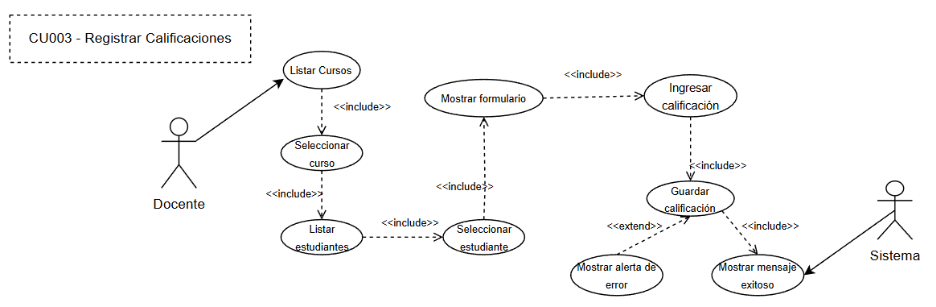 CU003 - Registrar Calificaciones
Docente
Listar Cursos
<<include>>
Seleccionar
curso
<<include>>
Listar
estudiantes
<<include>>
Seleccionar
estudiante
<<include>>
Mostrar formulario
<<include>>
Ingresar
calificación
<<include>>
Guardar
calificación
<<extend>>
<<include>>
Mostrar alerta de
error
Mostrar mensaje
exitoso
Sistema